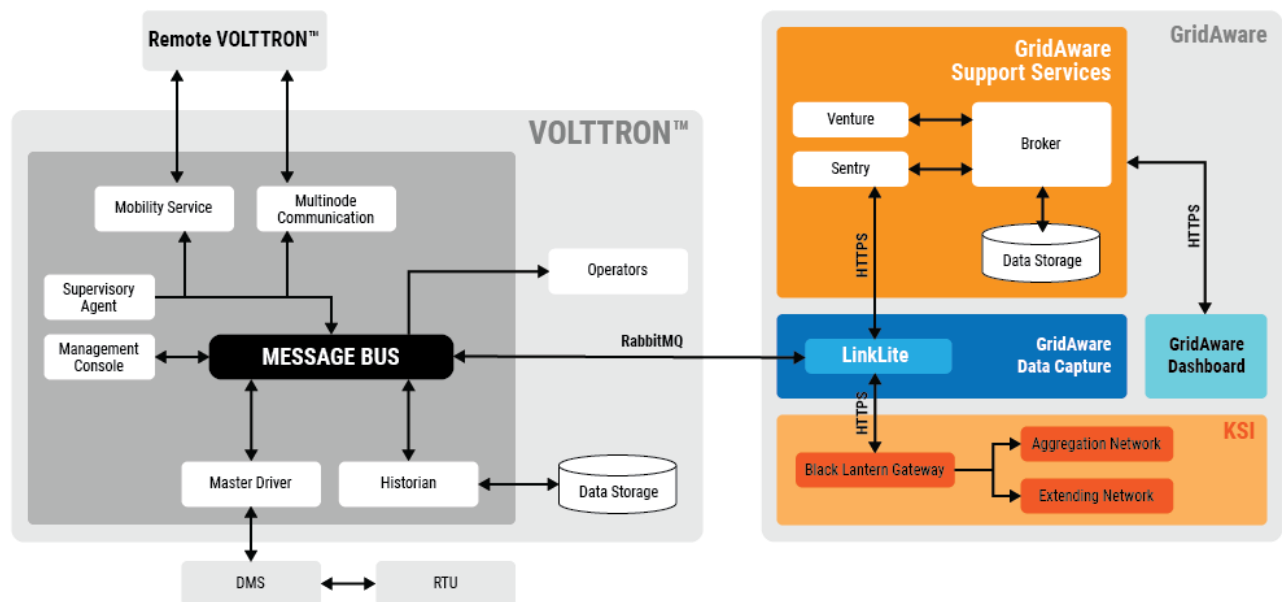 Remote VOLTTRON™
VOLTTRON™
Mobility Service
Multinode
Communication
Supervisory
Agent
Management
Console
MESSAGE BUS
Operators
RabbitMQ
Master Driver
Historian
Data Storage
DMS
RTU
GridAware
GridAware
Support Services
Venture
Sentry
Broker
Data Storage
HTTPS
HTTPS
LinkLite
GridAware
Data Capture
GridAware
Dashboard
HTTPS
KSI
Black Lantern Gateway
Aggregation Network
Extending Network